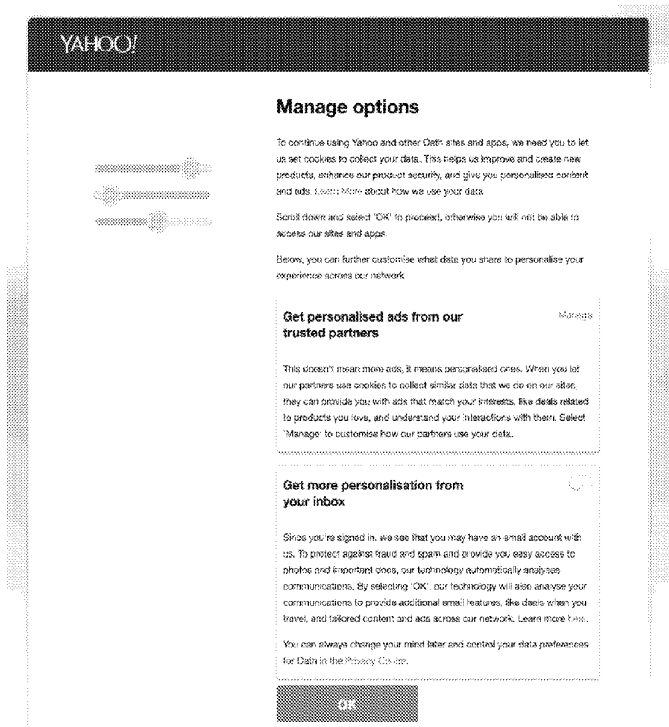 YAHOO!
Manage options
To continue using Yahoo and other Oath sites and apps, we need you to let
us set cookies to collect your data. This helps us improve and create new
products, enhance our product security, and give you personalised content
and ads. Learn More about how we use your data.
Scroll down and select 'OK' to proceed, otherwise you will not be able to
access our sites and apps.
Below, you can further customise what data you share to personalise your
experience across our network.
Get personalised ads from our
Manage
trusted partners
This doesn't mean more ads, it means personalised ones. When you let
our partners use cookies to collect similar data that we do on our sites,
they can provide you with ads that match your interests, like deals related
to products you love, and understand your interactions with them. Select
'Manage' to customise how our partners use your data.
Get more personalisation from
your inbox
Since you're signed in, we see that you may have an email account with
us. To protect against fraud and spam and provide you easy access to
photos and important docs, our technology automatically analyses
communications. By selecting 'OK', our technology will also analyse your
communications to provide additional email features, like deals when you
travel, and tailored content and ads across our network. Learn more here.
You can always change your mind later and control your data preferences
for Oath in the Privacy Centre.
OK